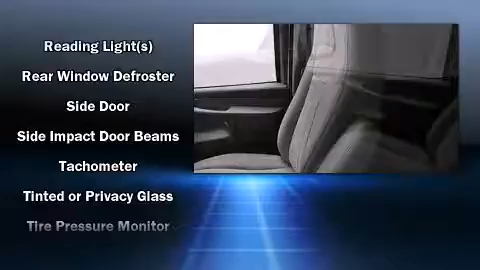 Reading Light(s)
Rear Window Defroster
Side Door
Side Impact Door Beams
Tachometer
Tinted or Privacy Glass
Tire Pressure Monitor